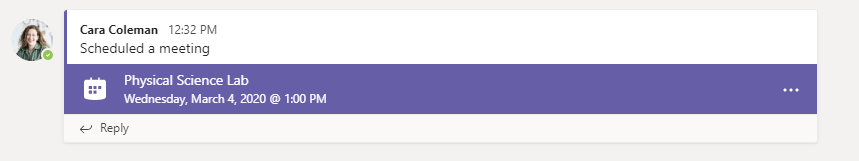 Cara Coleman 12:32 PM
Scheduled a meeting
Physical Science Lab
Wednesday, March 4, 2020 @ 1:00 PM
Reply